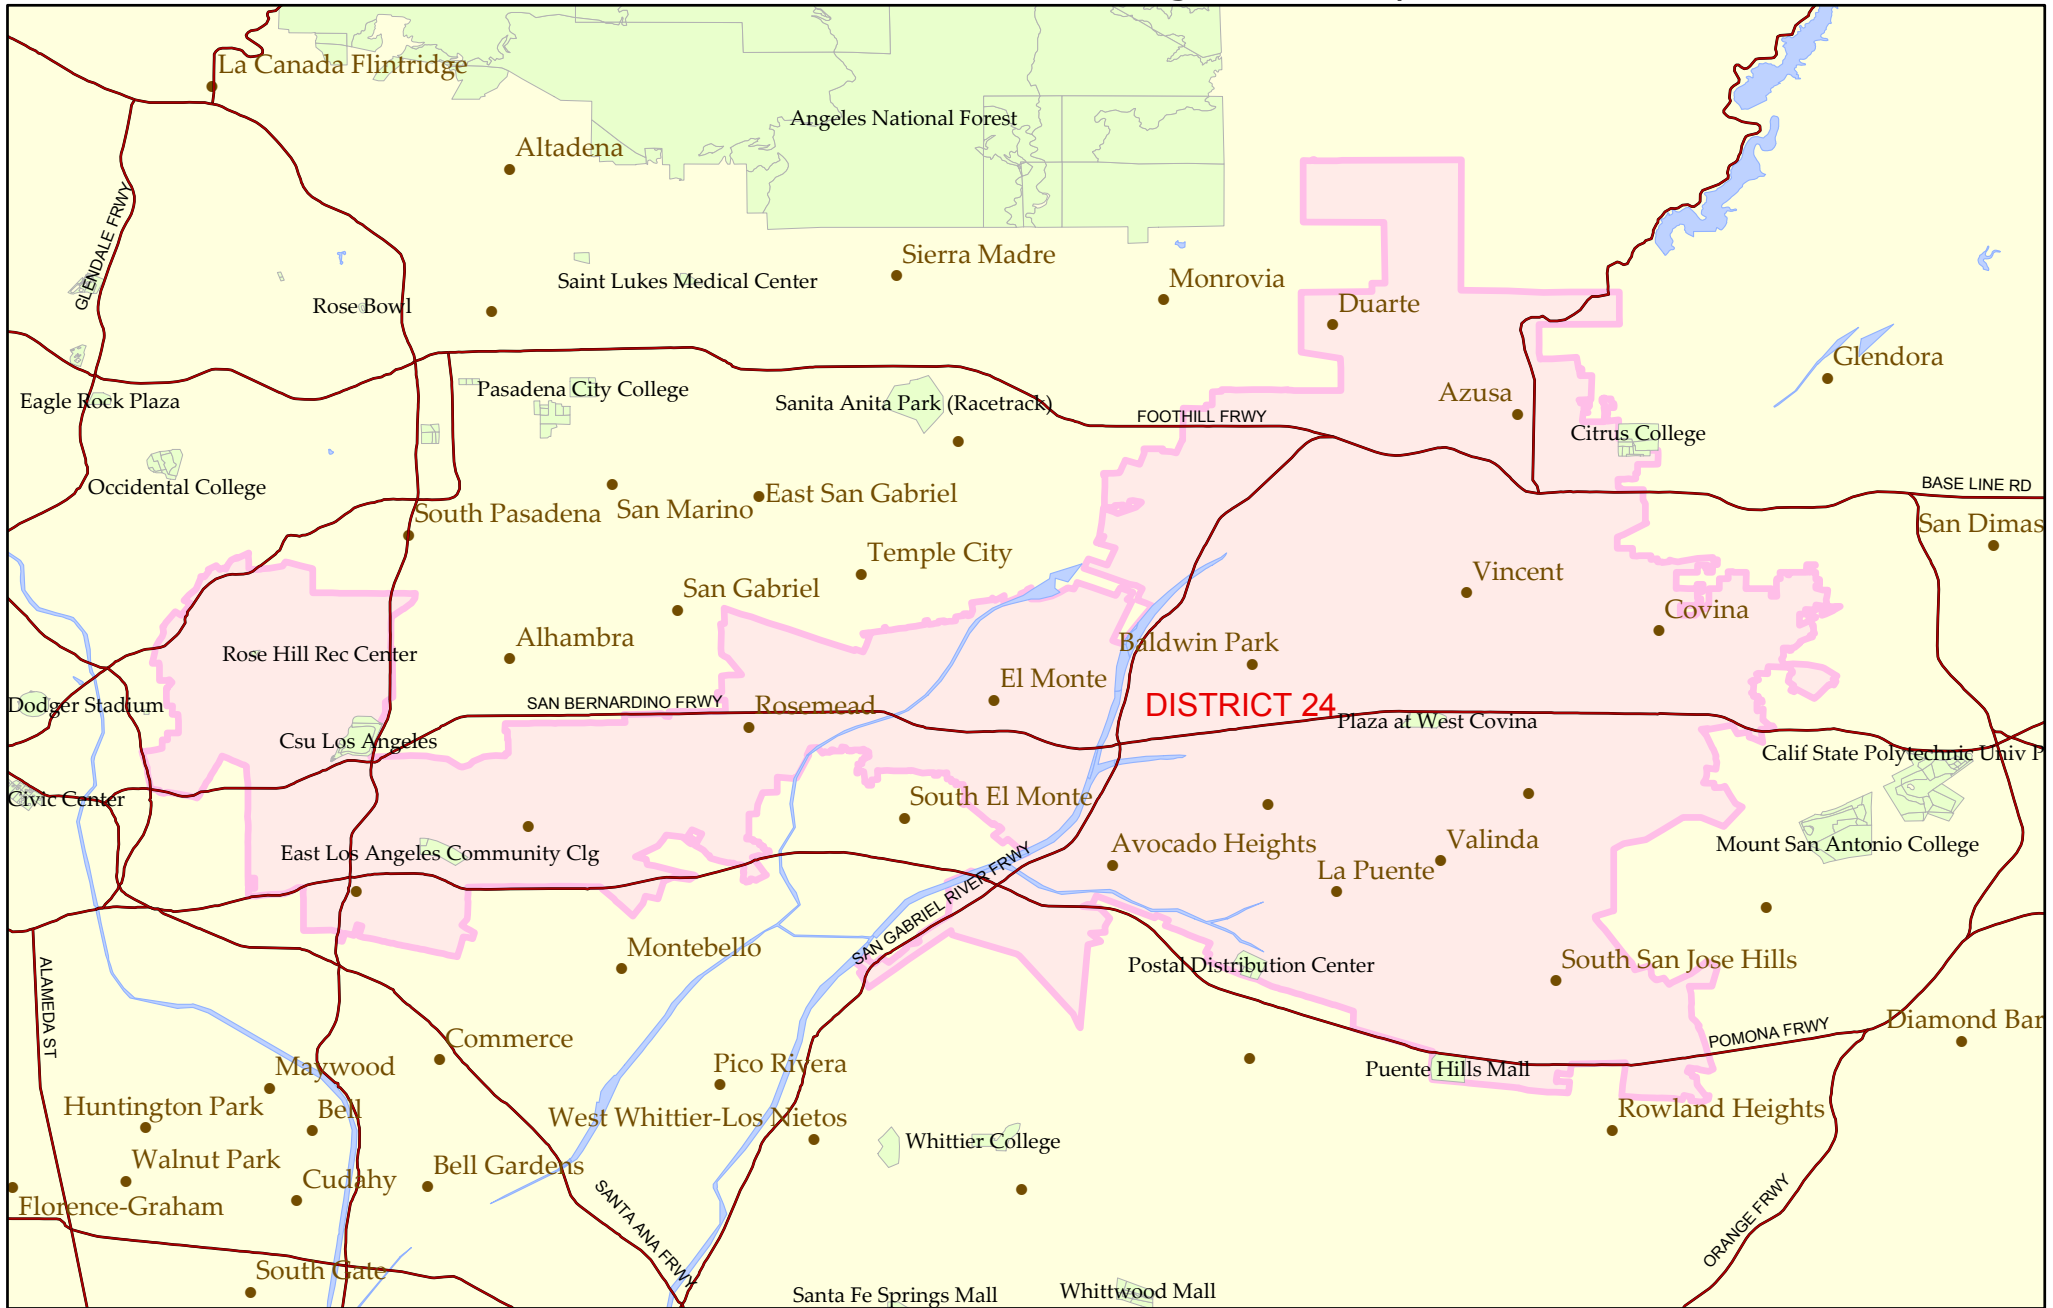 La Canada Flintridge
Angeles National Forest
Altadena
GLENDALE FRWY
Sierra Madre
Saint Lukes Medical Center
Monrovia
Rose Bowl
Duarte
Glendora
Eagle Rock Plaza
Pasadena City College
Sanita Anita Park (Racetrack)
Azusa
FOOTHILL FRWY
Citrus College
Occidental College
BASE LINE RD
South Pasadena
San Marino
East San Gabriel
San Dimas
Temple City
Vincent
San Gabriel
Covina
Alhambra
Baldwin Park
Rose Hill Rec Center
El Monte
Dodger Stadium
SAN BERNARDINO FRWY
Rosemead
DISTRICT 24
Plaza at West Covina
Csu Los Angeles
Calif State Polytechnic Univ P
Civic Center
South El Monte
East Los Angeles Community Clg
Avocado Heights
Valinda
Mount San Antonio College
La Puente
SAN GABRIEL RIVER FRWY
Montebello
Postal Distribution Center
South San Jose Hills
ALAMEDA ST
Diamond Bar
POMONA FRWY
Commerce
Maywood
Pico Rivera
Puente Hills Mall
Huntington Park
Bell
West Whittier-Los Nietos
Rowland Heights
Whittier College
Walnut Park
Cudahy
Bell Gardens
Florence-Graham
SANTA ANA FRWY
ORANGE FRWY
South Gate
Santa Fe Springs Mall
Whittwood Mall